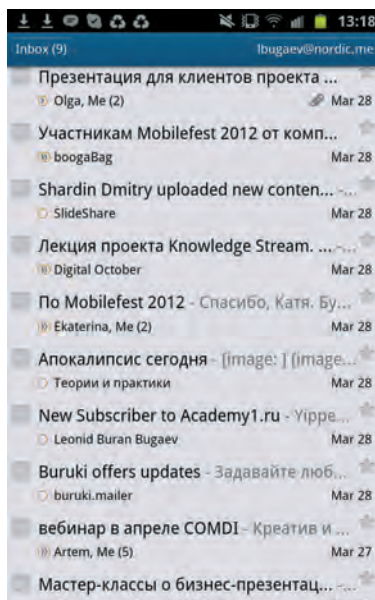 13:18
Inbox (9) lbugaev@nordic.me
Презентация для клиентов проекта ...
Olga, Me (2) Mar 28
Участникам Mobilefest 2012 от комп...
boogaBag Mar 28
Shardin Dmitry uploaded new conten... -...
SlideShare Mar 28
Лекция проекта Knowledge Stream. ... -...
Digital October Mar 28
По Mobilefest 2012 - Спасибо, Катя. Бу...
Ekaterina, Me (2) Mar 28
Апокалипсис сегодня - [image: ] (image...
Теории и практики Mar 28
New Subscriber to Academy1.ru - Yippe...
Leonid Buran Bugaev Mar 28
Buruki offers updates - Задавайте люб...
buruki.mailer Mar 28
вебинар в апреле COMDI - Креатив и ...
Artem, Me (5) Mar 27
Мастер-классы о бизнес-презентац... -...